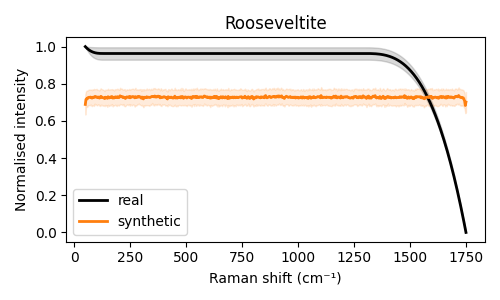 Rooseveltite
Normalised intensity
1.0
0.8
0.6
0.4
0.2
0.0
real
synthetic
0 250 500 750 1000 1250 1500 1750
Raman shift (cm⁻¹)